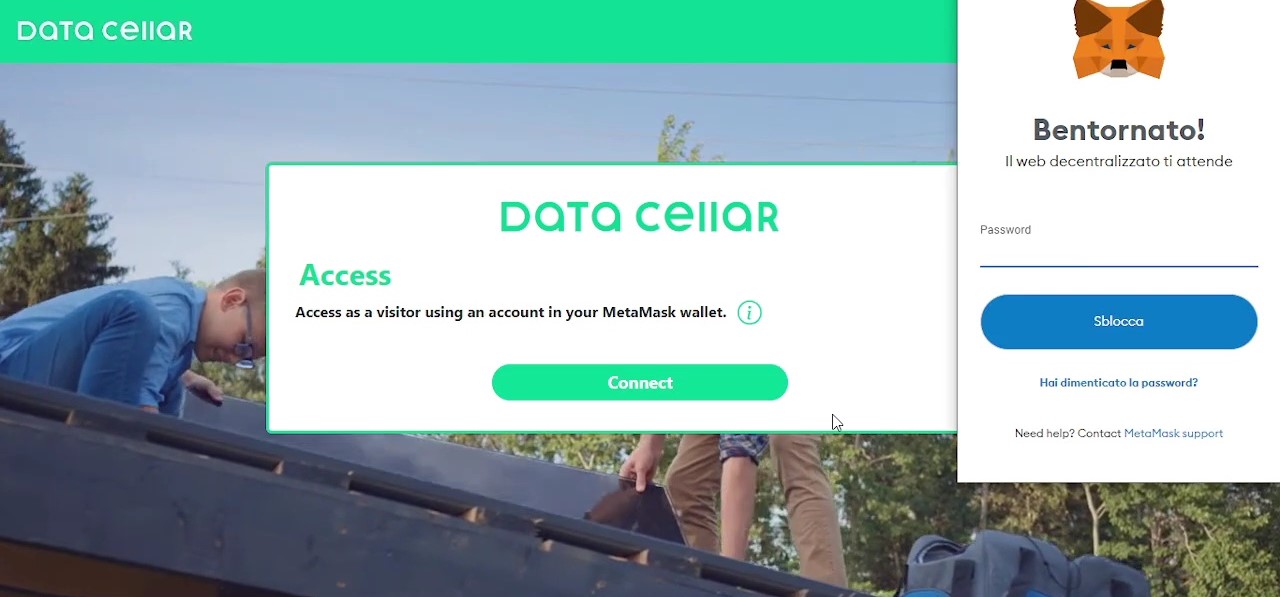 DATA CELLAR
DATA CELLAR
Access
Access as a visitor using an account in your MetaMask wallet. i
Connect
Bentornato!
Il web decentralizzato ti attende
Password
Sblocca
Hai dimenticato la password?
Need help? Contact MetaMask support